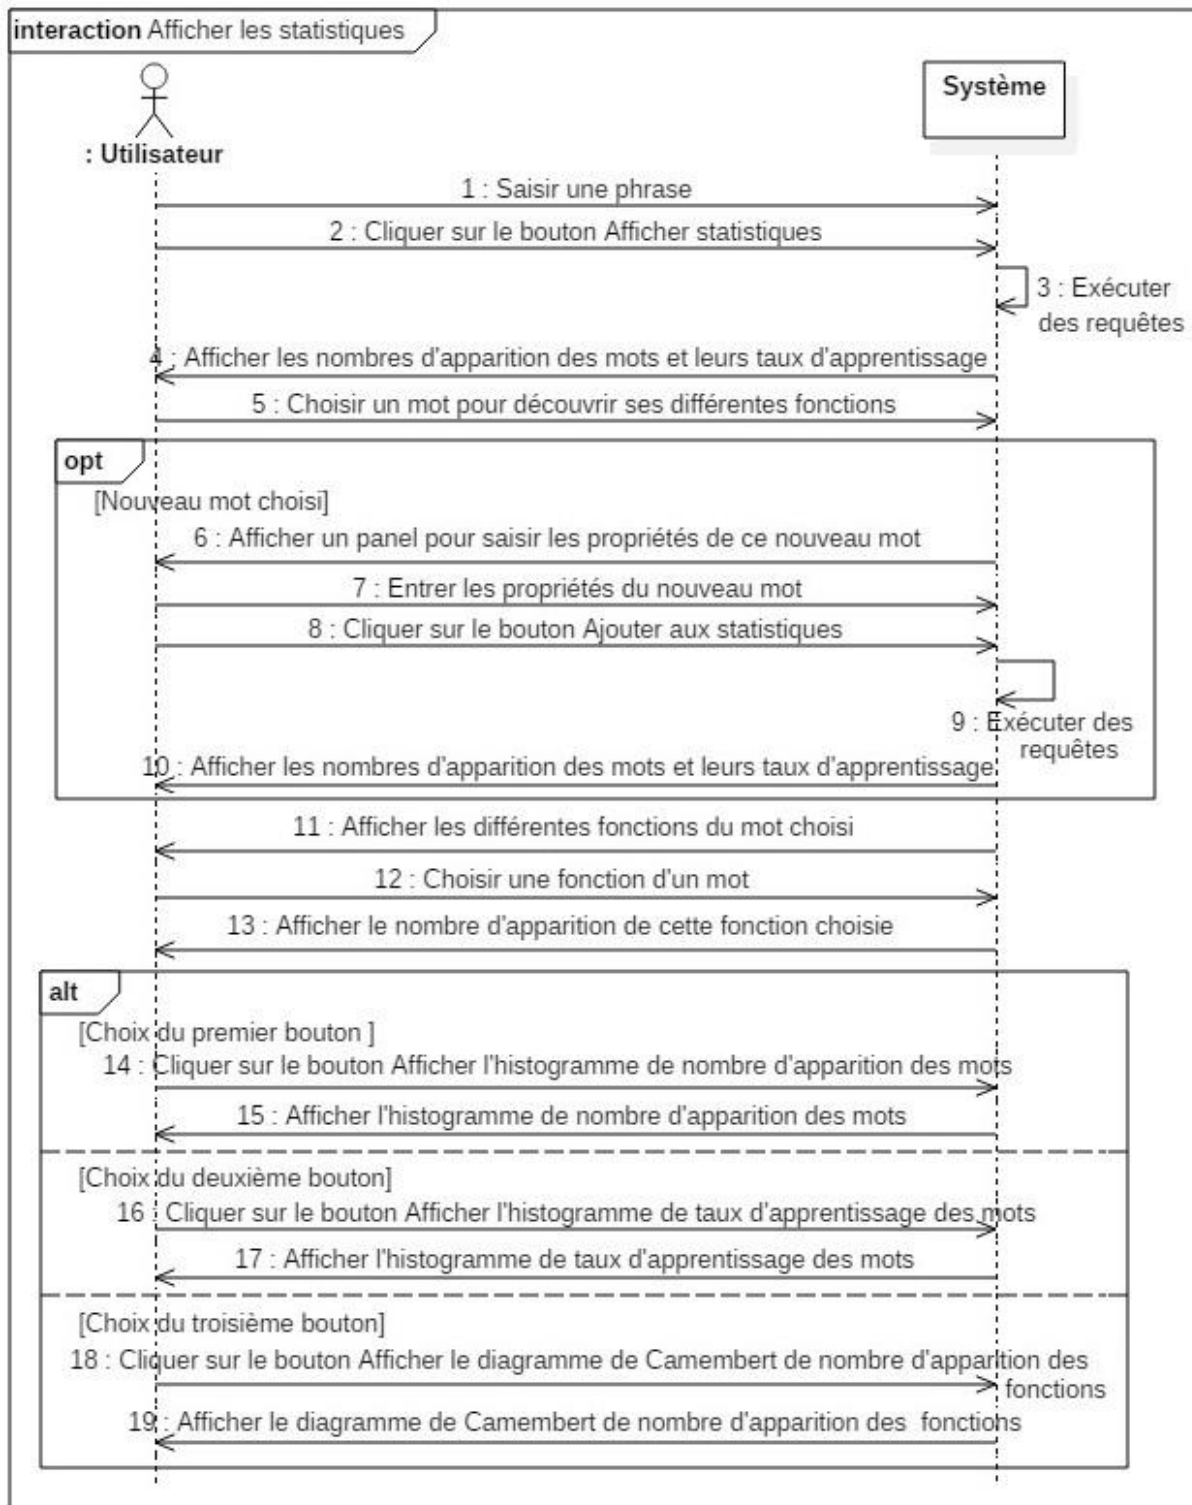 interaction Afficher les statistiques
Système
: Utilisateur
1 : Saisir une phrase
2 : Cliquer sur le bouton Afficher statistiques
3 : Exécuter
des requêtes
4 : Afficher les nombres d'apparition des mots et leurs taux d'apprentissage
5 : Choisir un mot pour découvrir ses différentes fonctions
opt
[Nouveau mot choisi]
6 : Afficher un panel pour saisir les propriétés de ce nouveau mot
7 : Entrer les propriétés du nouveau mot
8 : Cliquer sur le bouton Ajouter aux statistiques
9 : Exécuter des
requêtes
10 : Afficher les nombres d'apparition des mots et leurs taux d'apprentissage
11 : Afficher les différentes fonctions du mot choisi
12 : Choisir une fonction d'un mot
13 : Afficher le nombre d'apparition de cette fonction choisie
alt
[Choix du premier bouton ]
14 : Cliquer sur le bouton Afficher l'histogramme de nombre d'apparition des mots
15 : Afficher l'histogramme de nombre d'apparition des mots
[Choix du deuxième bouton]
16 : Cliquer sur le bouton Afficher l'histogramme de taux d'apprentissage des mots
17 : Afficher l'histogramme de taux d'apprentissage des mots
[Choix du troisième bouton]
18 : Cliquer sur le bouton Afficher le diagramme de Camembert de nombre d'apparition des
fonctions
19 : Afficher le diagramme de Camembert de nombre d'apparition des fonctions